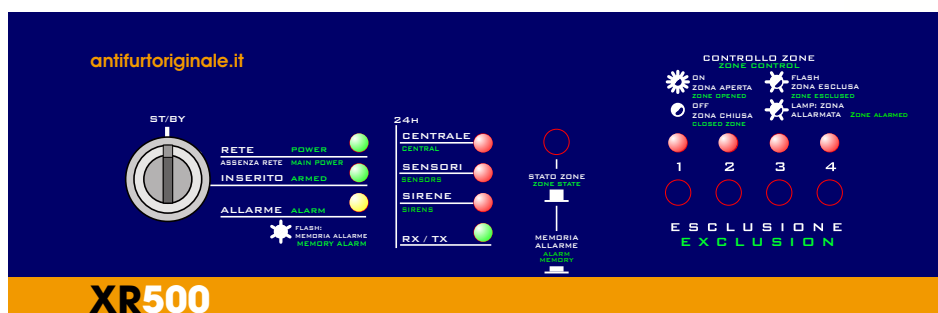 antifurtoriginale.it
ST/BY
RETE POWER
ASSENZA RETE MAIN POWER
INSERITO ARMED
ALLARME ALARM
FLASH:
MEMORIA ALLARME
MEMORY ALARM
24H
CENTRALE
CENTRAL
SENSORI
SENSORS
SIRENE
SIRENS
RX / TX
STATO ZONE
ZONE STATE
MEMORIA
ALLARME
ALARM
MEMORY
CONTROLLO ZONE
ZONE CONTROL
ON
ZONA APERTA
ZONE OPENED
FLASH
ZONA ESCLUSA
ZONE ESCLUSED
OFF
ZONA CHIUSA
CLOSED ZONE
LAMP: ZONA
ALLARMATA Zone alarmed
1 2 3 4
ESCLUSIONE
EXCLUSION
XR500